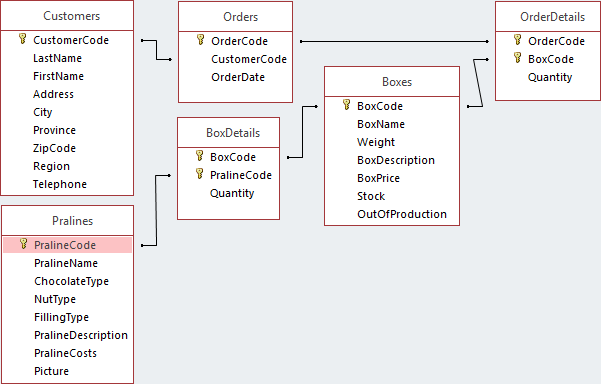 Customers
CustomerCode
LastName
FirstName
Address
City
Province
ZipCode
Region
Telephone
Orders
OrderCode
CustomerCode
OrderDate
OrderDetails
OrderCode
BoxCode
Quantity
Boxes
BoxCode
BoxName
Weight
BoxDescription
BoxPrice
Stock
OutOfProduction
BoxDetails
BoxCode
PralineCode
Quantity
Pralines
PralineCode
PralineName
ChocolateType
NutType
FillingType
PralineDescription
PralineCosts
Picture